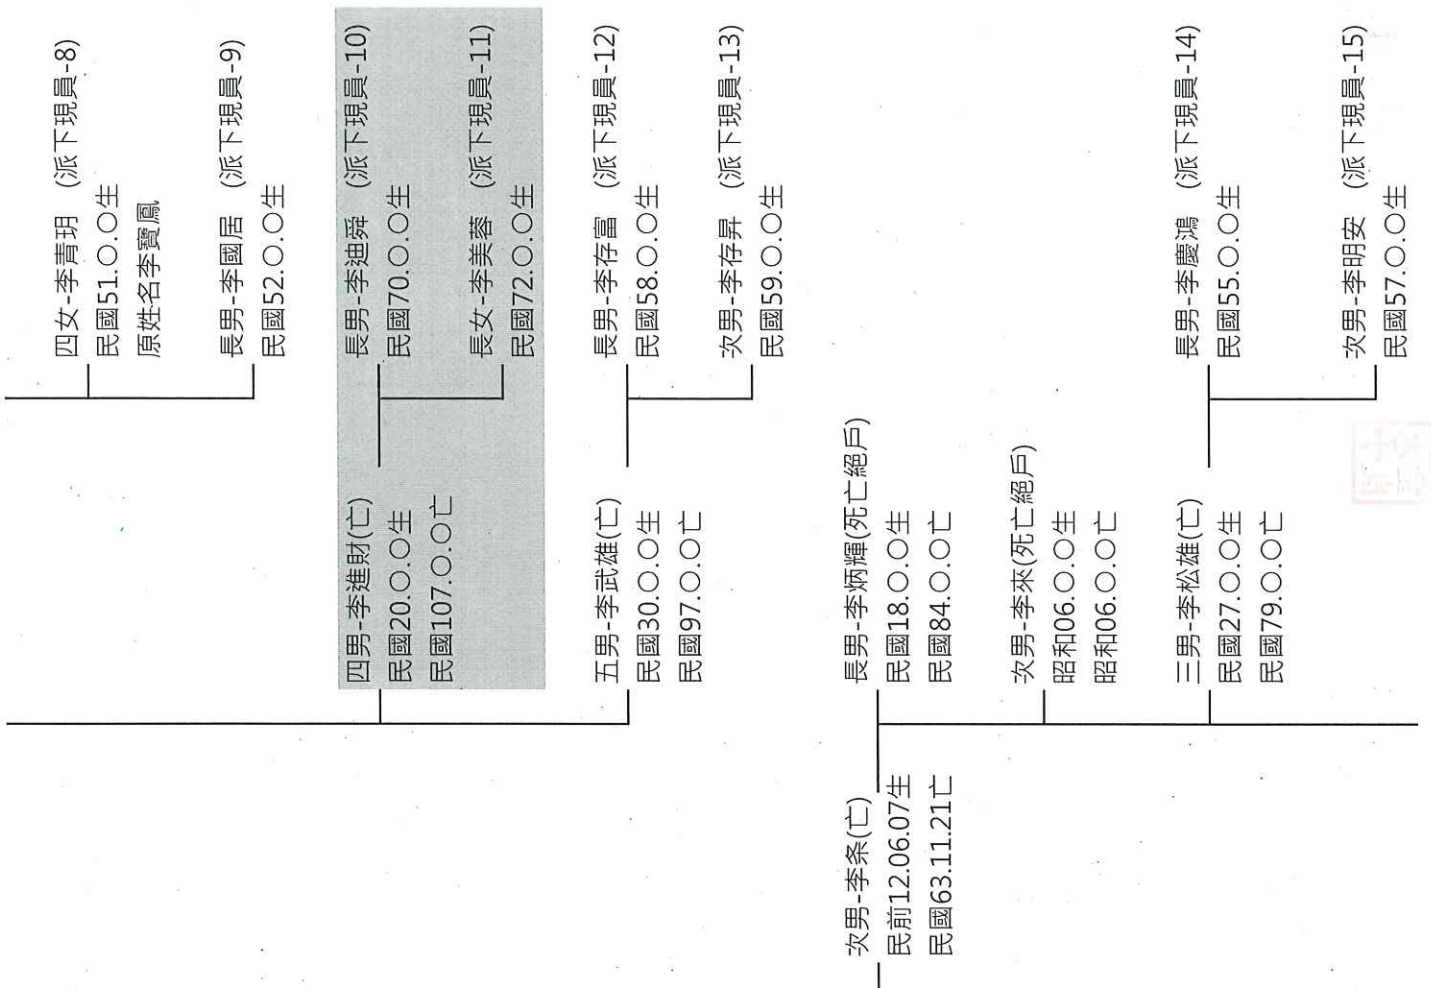 四女-李青玥 (派下現員-8)
民國51.○.○生
原姓名李寶鳳
長男-李國居 (派下現員-9)
民國52.○.○生
四男-李進財(亡)
民國20.○.○生
民國107.○.○亡
長男-李迪舜 (派下現員-10)
民國70.○.○生
長女-李美蓉 (派下現員-11)
民國72.○.○生
五男-李武雄(亡)
民國30.○.○生
民國97.○.○亡
長男-李存富 (派下現員-12)
民國58.○.○生
次男-李存昇 (派下現員-13)
民國59.○.○生
次男-李条(亡)
民前12.06.07生
民國63.11.21亡
長男-李炳輝(死亡絕戶)
民國18.○.○生
民國84.○.○亡
次男-李來(死亡絕戶)
昭和06.○.○生
昭和06.○.○亡
三男-李松雄(亡)
民國27.○.○生
民國79.○.○亡
長男-李慶鴻 (派下現員-14)
民國55.○.○生
次男-李明安 (派下現員-15)
民國57.○.○生